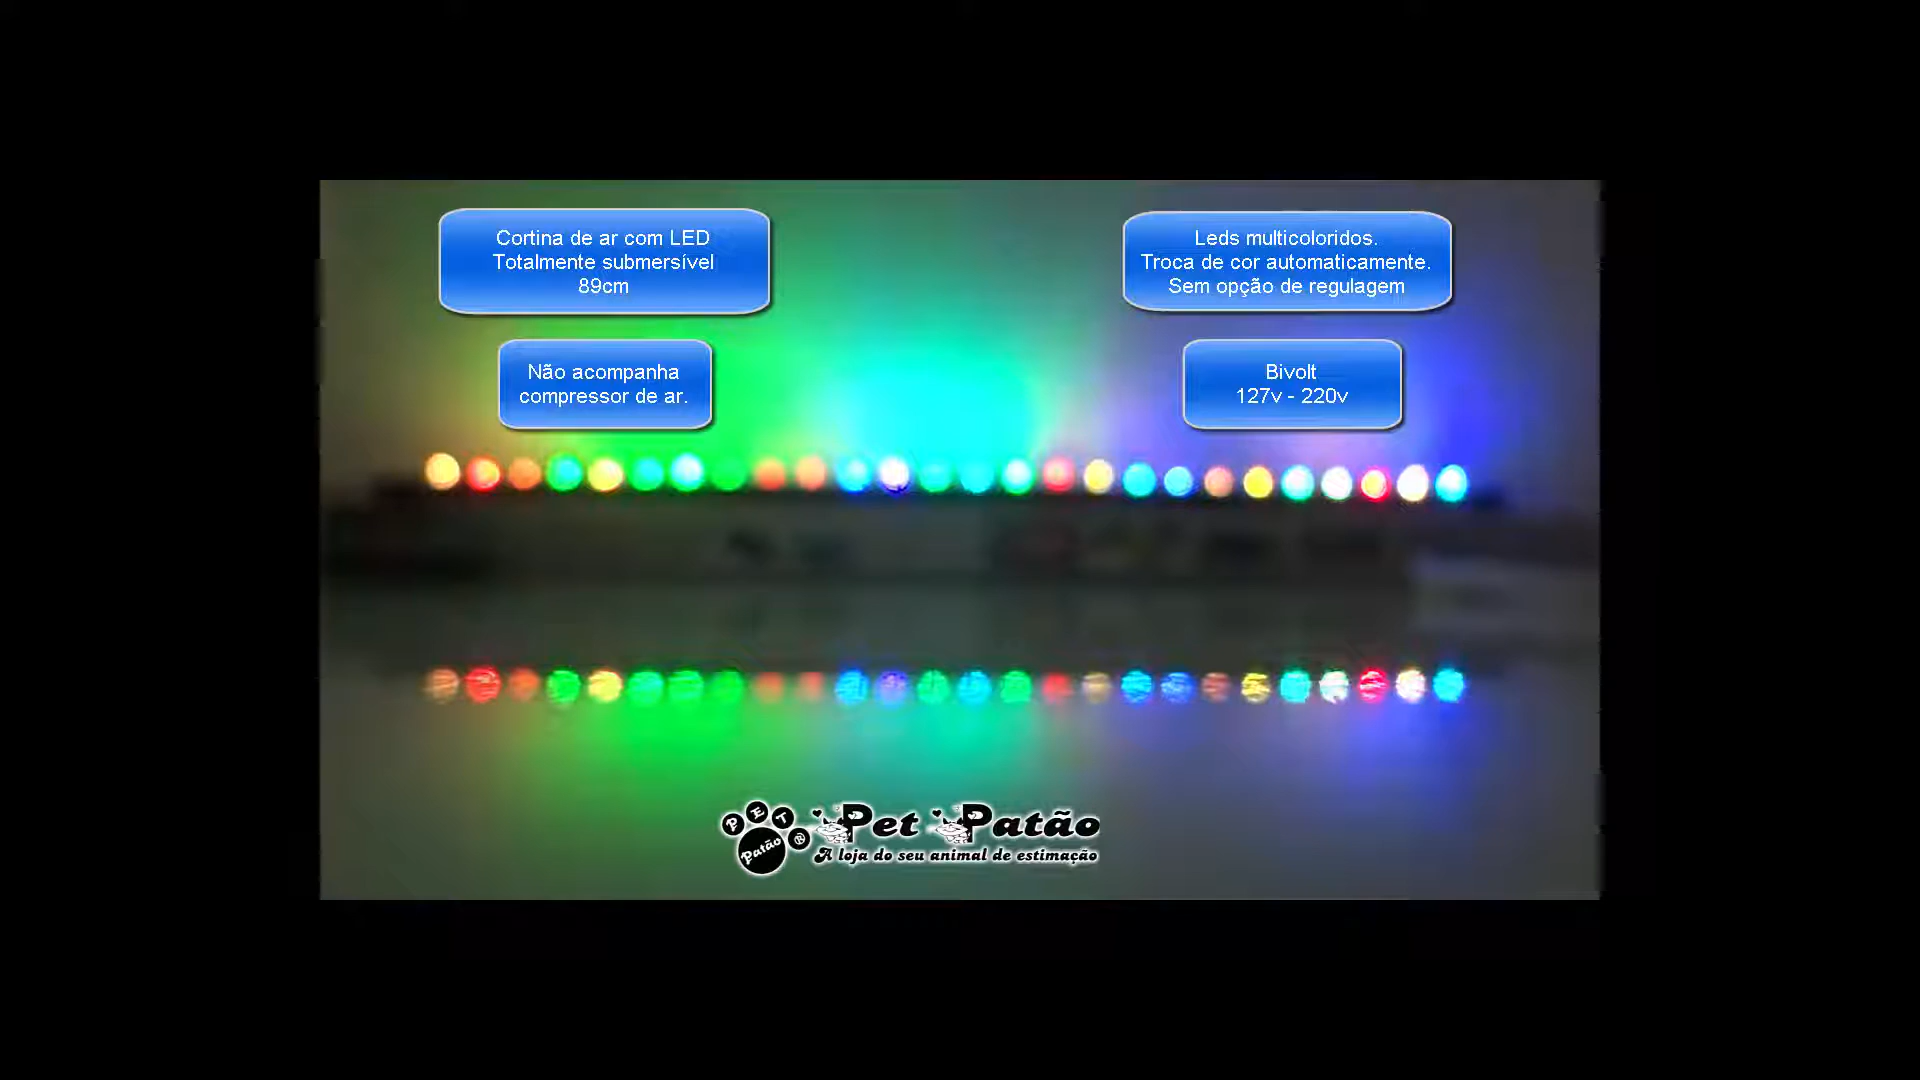 Cortina de ar com LED
Totalmente submersível
89cm
Leds multicoloridos.
Troca de cor automaticamente.
Sem opção de regulagem
Não acompanha
compressor de ar.
Bivolt
127v - 220v
PET
Patão
®
Pet Patão
A loja do seu animal de estimação